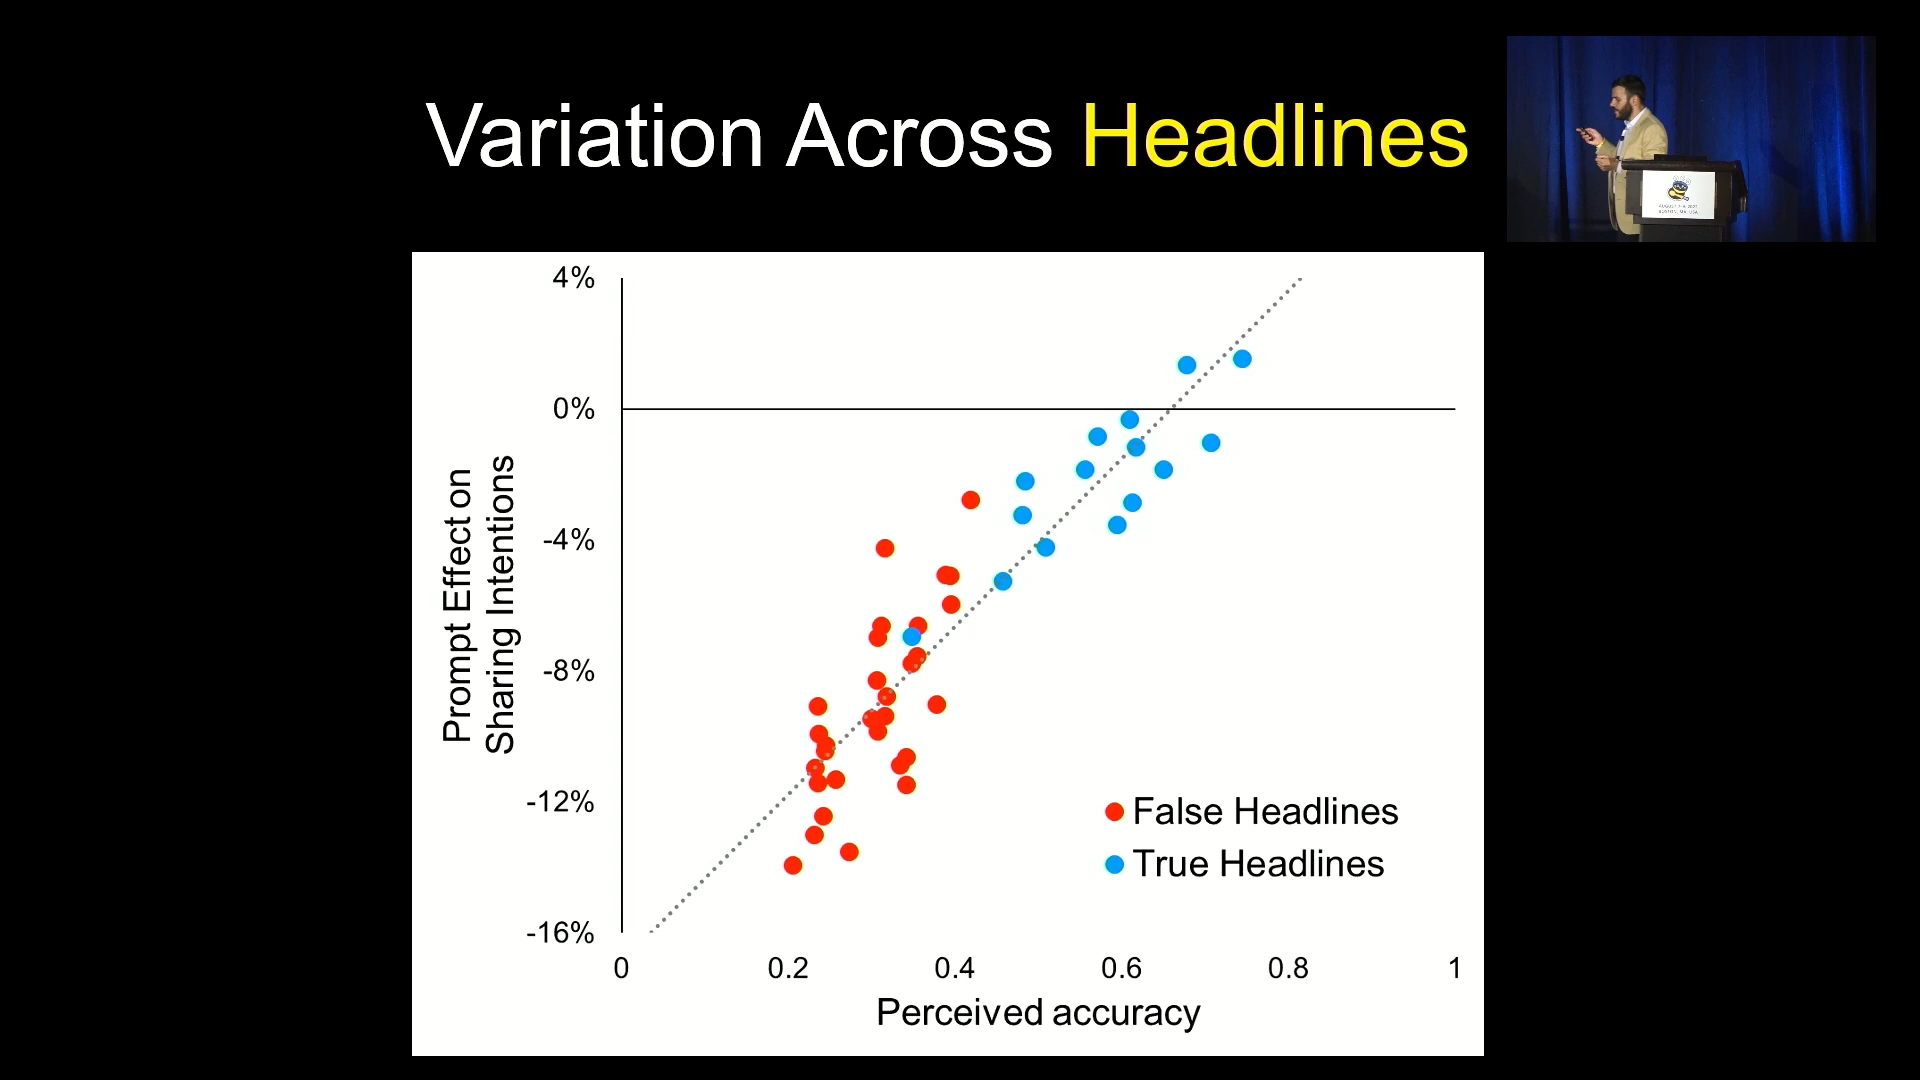 Variation Across Headlines
4%
0%
-4%
-8%
-12%
-16%
Prompt Effect on
Sharing Intentions
False Headlines
True Headlines
0 0.2 0.4 0.6 0.8 1
Perceived accuracy